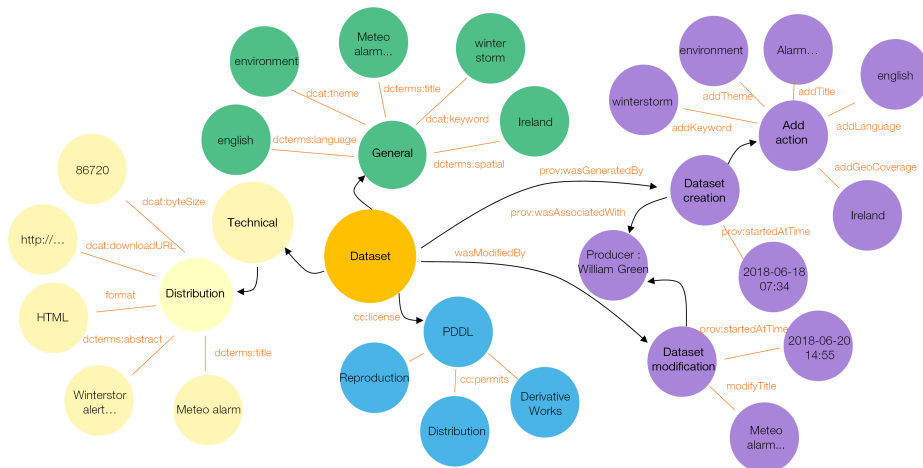 Meteo
alarm...
winter
storm
environment
dcat:theme
dcterms:title
dcat:keyword
english
dcterms:language
General
dcterms:spatial
Ireland
environment
Alarm…
english
winterstorm
addTheme
addTitle
addKeyword
addLanguage
Add
action
addGeoCoverage
Ireland
86720
dcat:byteSize
Technical
http://…
dcat:downloadURL
HTML
format
Distribution
dcterms:abstract
dcterms:title
Winterstor
alert…
Meteo alarm
Dataset
prov:wasGeneratedBy
Dataset
creation
prov:wasAssociatedWith
wasModifiedBy
Producer :
William Green
prov:startedAtTime
2018-06-18
07:34
cc:license
PDDL
Reproduction
cc:permits
Distribution
Derivative
Works
prov:startedAtTime
2018-06-20
14:55
Dataset
modification
modifyTitle
Meteo
alarm...